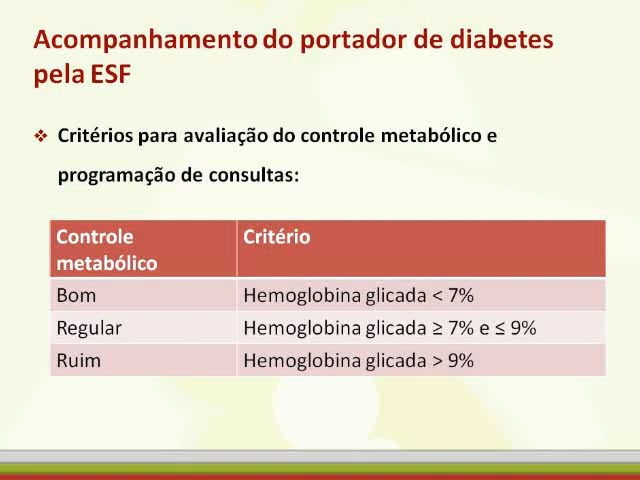 Acompanhamento do portador de diabetes
pela ESF
Critérios para avaliação do controle metabólico e
programação de consultas:
Controle metabólico
Critério
Bom
Hemoglobina glicada < 7%
Regular
Hemoglobina glicada ≥ 7% e ≤ 9%
Ruim
Hemoglobina glicada > 9%